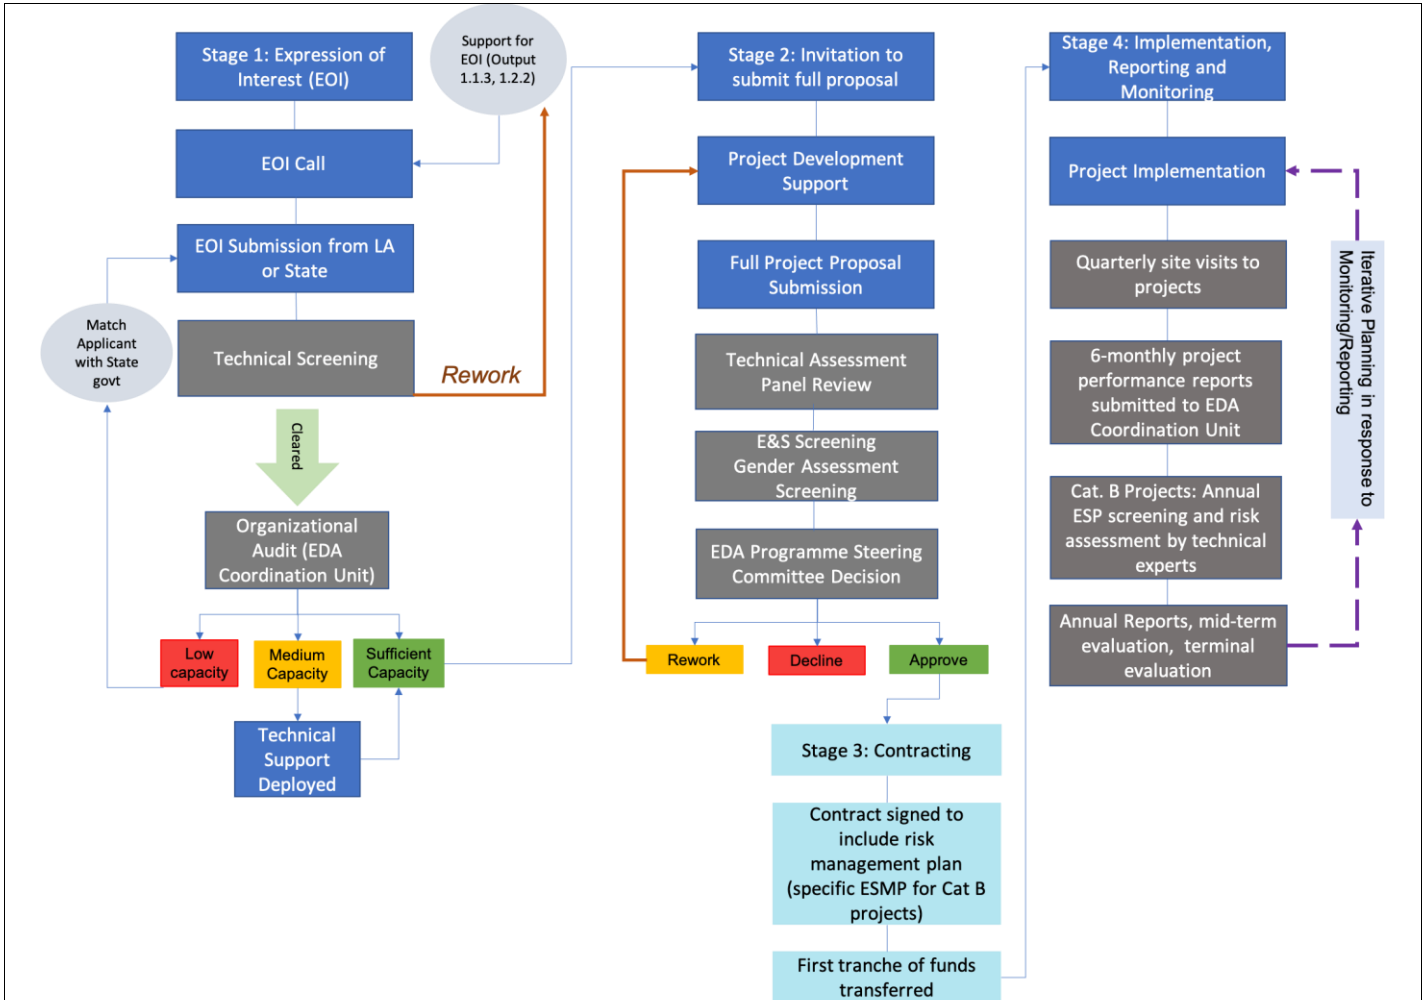 Stage 1: Expression of
Interest (EOI)
Support for
EOI (Output
1.1.3, 1.2.2)
EOI Call
EOI Submission from LA
or State
Match
Applicant
with State
govt
Technical Screening
Rework
Cleared
Organizational
Audit (EDA
Coordination Unit)
Low
capacity
Medium
Capacity
Sufficient
Capacity
Technical
Support
Deployed
Stage 2: Invitation to
submit full proposal
Project Development
Support
Full Project Proposal
Submission
Technical Assessment
Panel Review
E&S Screening
Gender Assessment
Screening
EDA Programme Steering
Committee Decision
Rework
Decline
Approve
Stage 3: Contracting
Contract signed to
include risk
management plan
(specific ESMP for Cat B
projects)
First tranche of funds
transferred
Stage 4: Implementation,
Reporting and
Monitoring
Project Implementation
Quarterly site visits to
projects
6-monthly project
performance reports
submitted to EDA
Coordination Unit
Cat. B Projects: Annual
ESP screening and risk
assessment by technical
experts
Annual Reports, mid-term
evaluation, terminal
evaluation
Iterative Planning in response to
Monitoring/Reporting